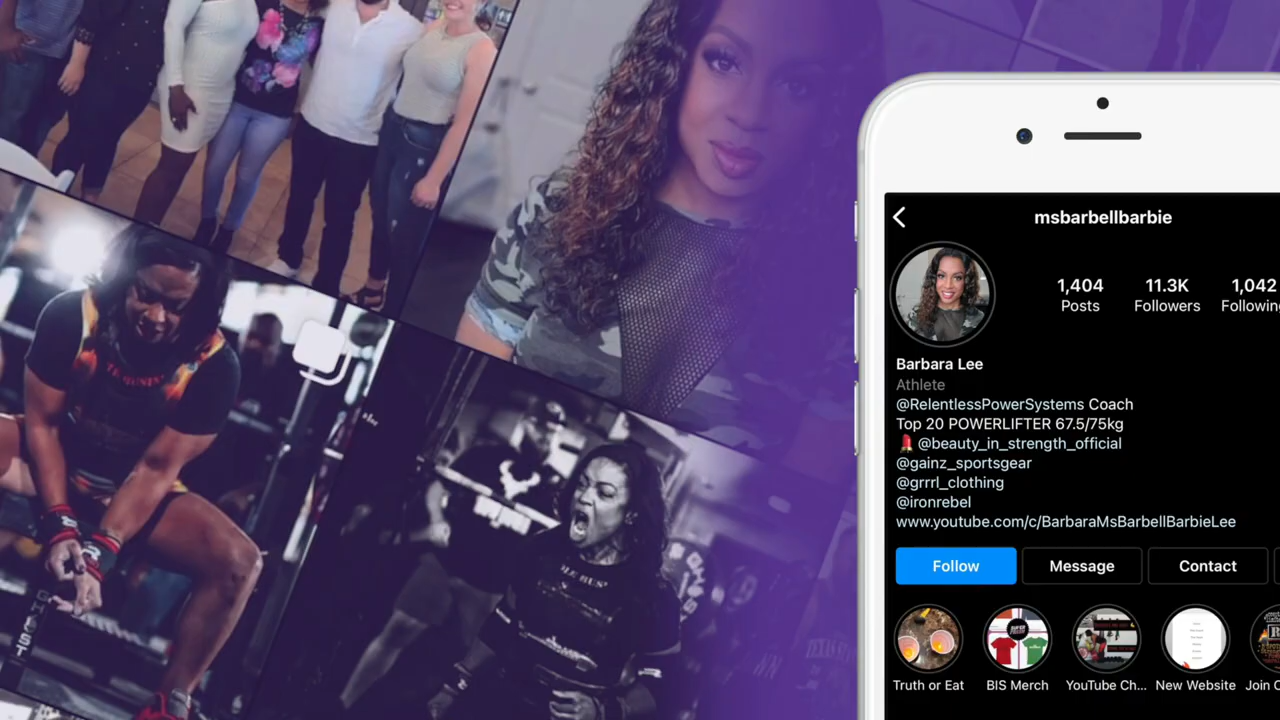 msbarbellbarbie
1,404
11.3K
1,042
Posts
Followers
Following
Barbara Lee
Athlete
@RelentlessPowerSystems Coach
Top 20 POWERLIFTER 67.5/75kg
💄 @beauty_in_strength_official
@gainz_sportsgear
@grrrl_clothing
@ironrebel
www.youtube.com/c/BarbaraMsBarbellBarbieLee
Follow
Message
Contact
Truth or Eat
BIS Merch
YouTube Ch...
New Website
Join